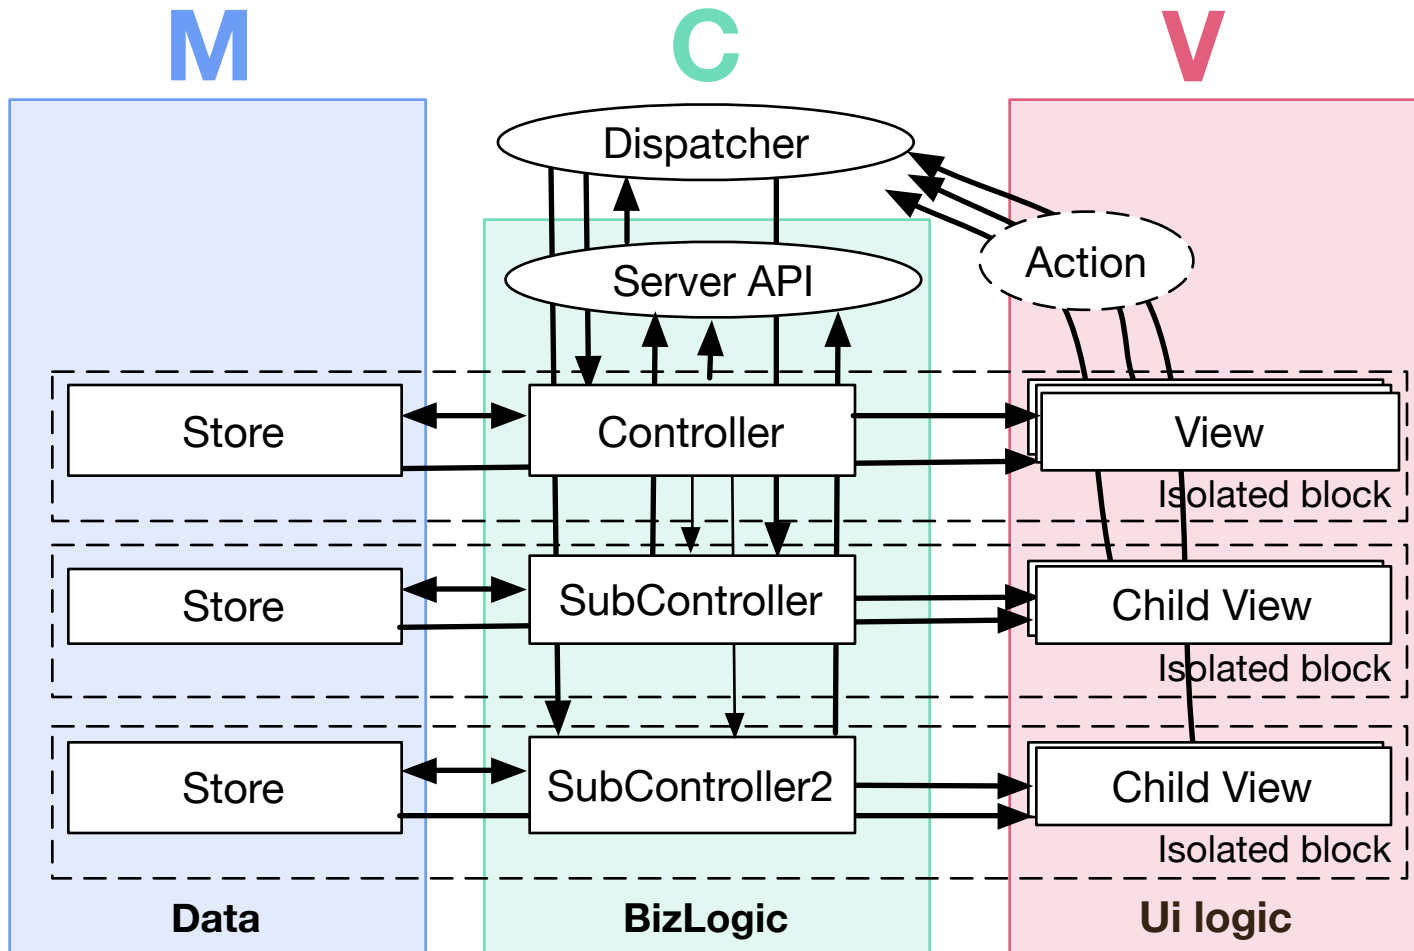 M
C
V
Dispatcher
Server API
Action
Store
Controller
View
Isolated block
Store
SubController
Child View
Isolated block
Store
SubController2
Child View
Isolated block
Data
BizLogic
Ui logic